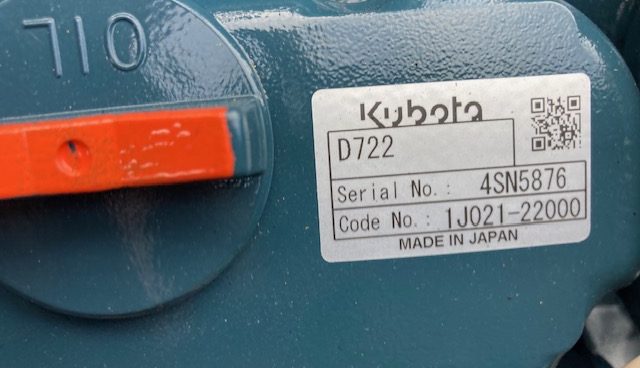 OIL
Kubota
D722
Serial No. : 4SN5876
Code No. : 1J021-22000
MADE IN JAPAN